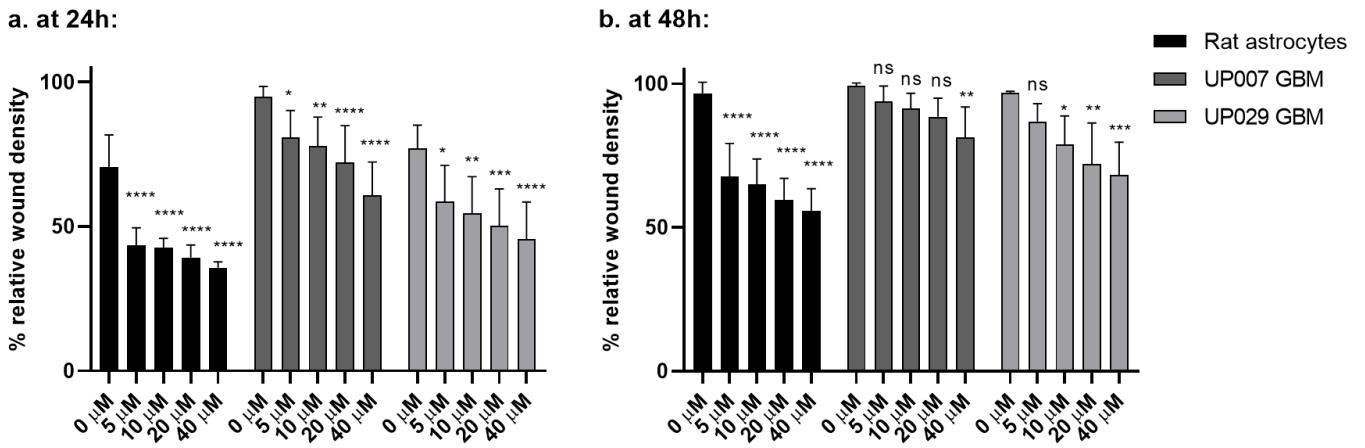 a. at 24h:
% relative wound density
100
50
0
**** **** **** ****
* ** **** ****
* ** *** ****
0 µM 5 µM 10 µM 20 µM 40 µM 0 µM 5 µM 10 µM 20 µM 40 µM 0 µM 5 µM 10 µM 20 µM 40 µM
b. at 48h:
% relative wound density
100
50
0
**** **** **** ****
ns ns ns **
ns * ** ***
0 µM 5 µM 10 µM 20 µM 40 µM 0 µM 5 µM 10 µM 20 µM 40 µM 0 µM 5 µM 10 µM 20 µM 40 µM
Rat astrocytes
UP007 GBM
UP029 GBM